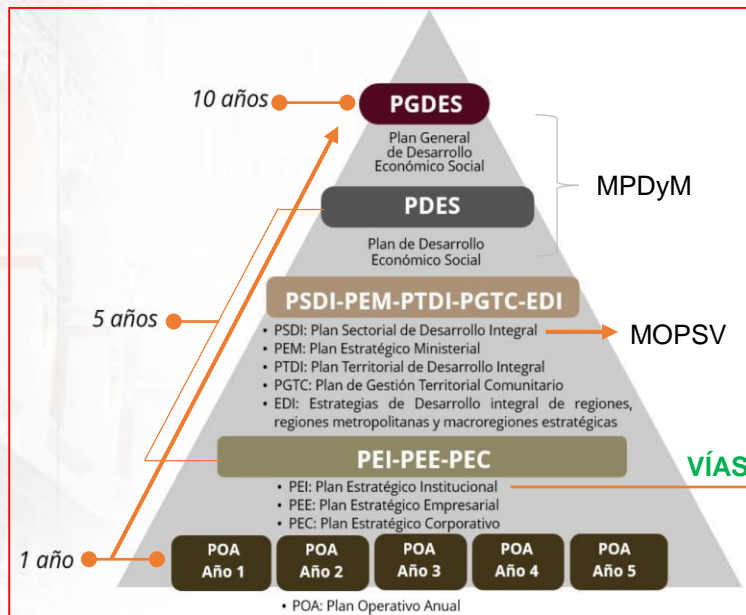 10 años
PGDES
Plan General
de Desarrollo
Económico Social
MPDyM
PDES
Plan de Desarrollo
Económico Social
5 años
PSDI-PEM-PTDI-PGTC-EDI
• PSDI: Plan Sectorial de Desarrollo Integral
MOPSV
• PEM: Plan Estratégico Ministerial
• PTDI: Plan Territorial de Desarrollo Integral
• PGTC: Plan de Gestión Territorial Comunitario
• EDI: Estrategias de Desarrollo integral de regiones,
regiones metropolitanas y macroregiones estratégicas
PEI-PEE-PEC
VÍAS
• PEI: Plan Estratégico Institucional
• PEE: Plan Estratégico Empresarial
• PEC: Plan Estratégico Corporativo
1 año
POA
Año 1
POA
Año 2
POA
Año 3
POA
Año 4
POA
Año 5
• POA: Plan Operativo Anual